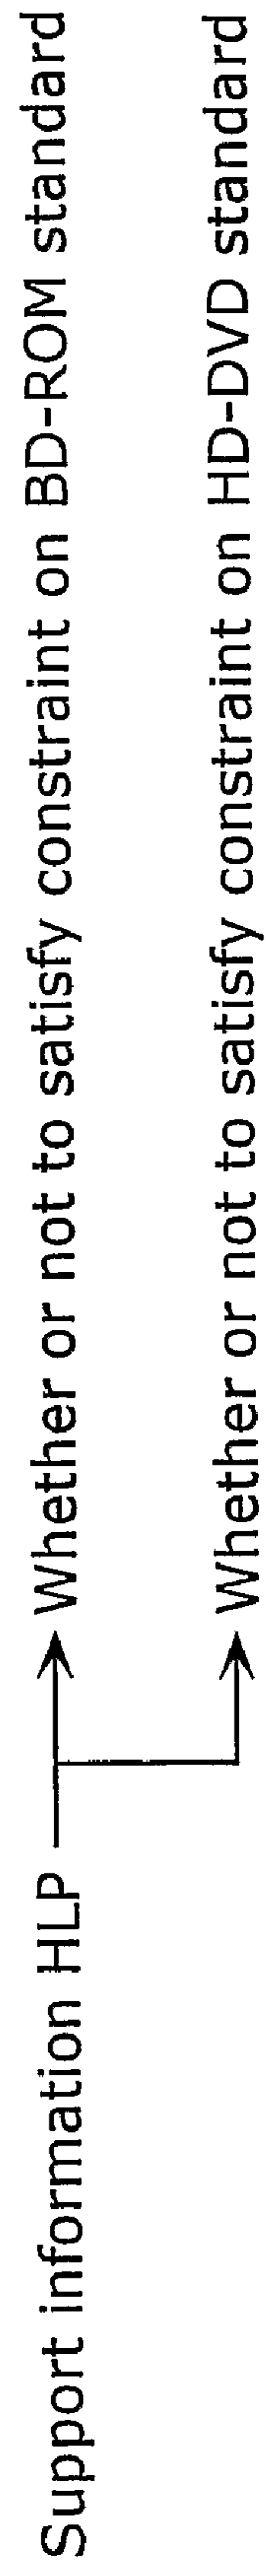 Support information HLP
Whether or not to satisfy constraint on BD-ROM standard
Whether or not to satisfy constraint on HD-DVD standard